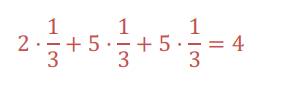 2 · 1/3 + 5 · 1/3 + 5 · 1/3 = 4